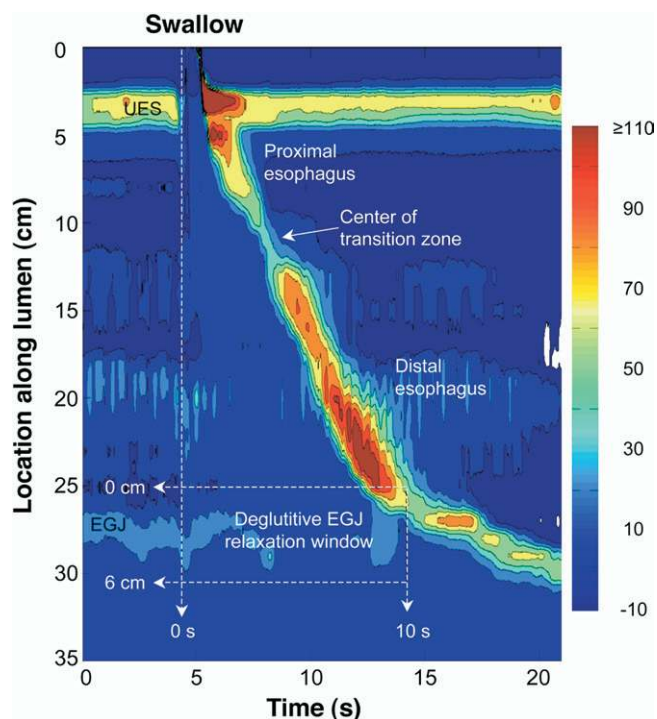 Swallow
0
5
10
15
20
25
30
35
Location along lumen (cm)
UES
Proximal
esophagus
Center of
transition zone
Distal
esophagus
0 cm
EGJ
Deglutitive EGJ
relaxation window
6 cm
0 s
10 s
0
5
10
15
20
Time (s)
≥110
90
70
50
30
10
-10